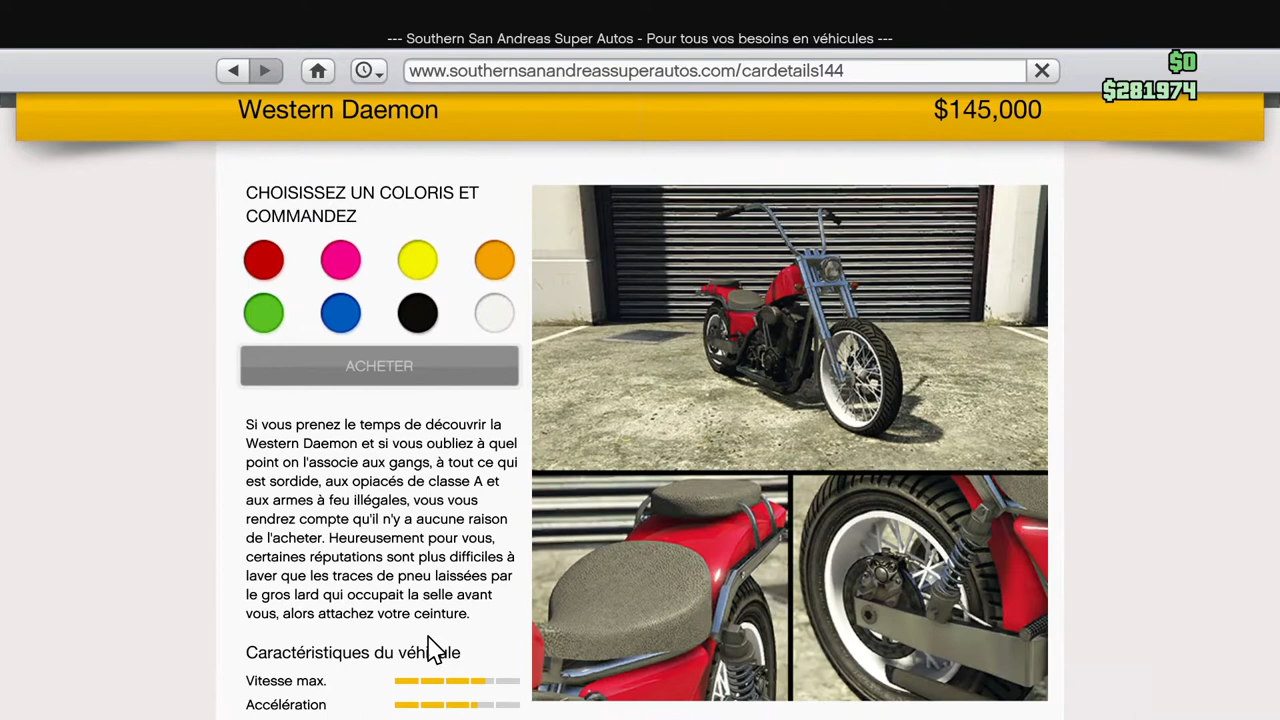 --- Southern San Andreas Super Autos - Pour tous vos besoins en véhicules ---
www.southernsanandreassuperautos.com/cardetails144
$0
$281974
Western Daemon
$145,000
CHOISISSEZ UN COLORIS ET
COMMANDEZ
ACHETER
Si vous prenez le temps de découvrir la
Western Daemon et si vous oubliez à quel
point on l'associe aux gangs, à tout ce qui
est sordide, aux opiacés de classe A et
aux armes à feu illégales, vous vous
rendrez compte qu'il n'y a aucune raison
de l'acheter. Heureusement pour vous,
certaines réputations sont plus difficiles à
laver que les traces de pneu laissées par
le gros lard qui occupait la selle avant
vous, alors attachez votre ceinture.
Caractéristiques du véhicule
Vitesse max.
Accélération